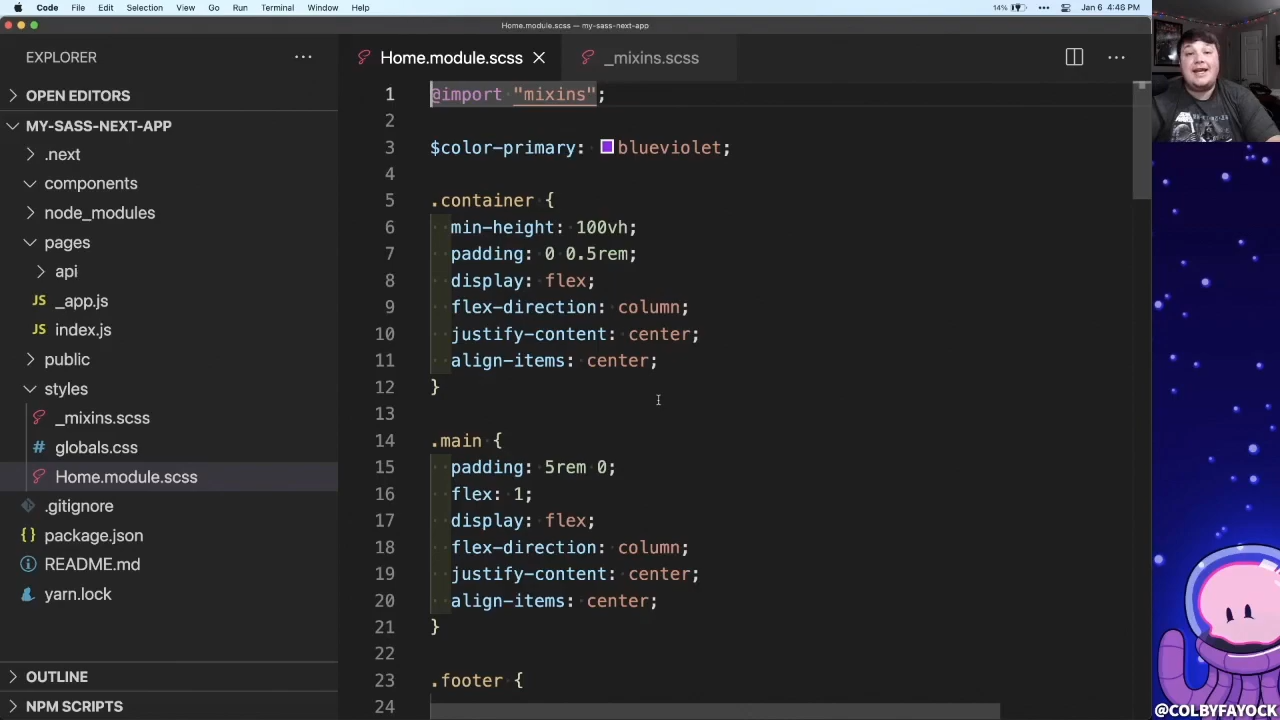 Code File Edit Selection View Go Run Terminal Window Help 14% Jan 6 4:46 PM
Home.module.scss — my-sass-next-app
EXPLORER
OPEN EDITORS
MY-SASS-NEXT-APP
.next
components
node_modules
pages
api
JS _app.js
JS index.js
public
styles
_mixins.scss
# globals.css
Home.module.scss
.gitignore
{} package.json
README.md
yarn.lock
OUTLINE
NPM SCRIPTS
Home.module.scss _mixins.scss
1 @import "mixins";
2
3 $color-primary: blueviolet;
4
5 .container {
6 min-height: 100vh;
7 padding: 0 0.5rem;
8 display: flex;
9 flex-direction: column;
10 justify-content: center;
11 align-items: center;
12 }
13
14 .main {
15 padding: 5rem 0;
16 flex: 1;
17 display: flex;
18 flex-direction: column;
19 justify-content: center;
20 align-items: center;
21 }
22
23 .footer {
24
@COLBYFAYOCK